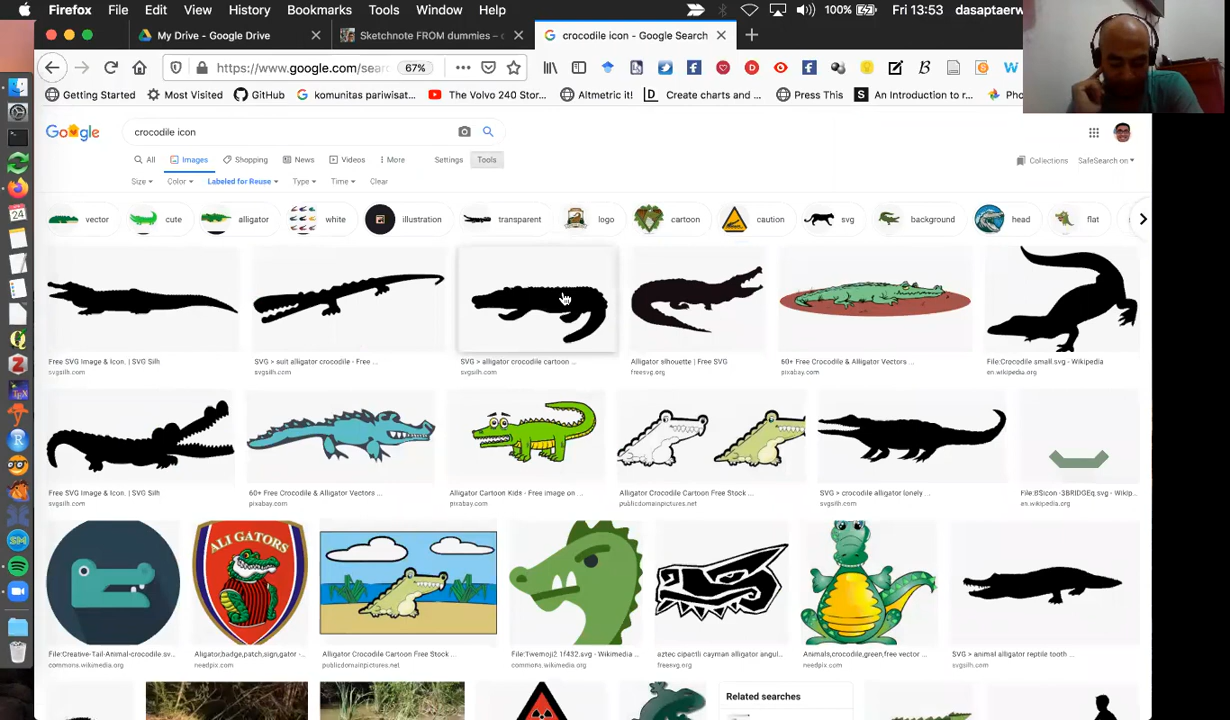 Firefox File Edit View History Bookmarks Tools Window Help 100% Fri 13:53 dasaptaerw
My Drive - Google Drive × Sketchnote FROM dummies – c × crocodile icon - Google Search × +
https://www.google.com/sear 67%
Getting Started Most Visited GitHub komunitas pariwisat... The Volvo 240 Stor... Altmetric it! Create charts and ... Press This An Introduction to r...
Google crocodile icon
All Images Shopping News Videos More Settings Tools Collections SafeSearch on
Size Color Labeled for Reuse Type Time Clear
vector cute alligator white illustration transparent logo cartoon caution svg background head flat
Free SVG Image & Icon. | SVG Silh SVG > suit alligator crocodile - Free ... SVG > alligator crocodile cartoon ... Alligator silhouette | Free SVG 60+ Free Crocodile & Alligator Vectors ... File:Crocodile small.svg - Wikipedia
svgsilh.com svgsilh.com svgsilh.com freesvg.org pixabay.com en.wikipedia.org
Free SVG Image & Icon. | SVG Silh 60+ Free Crocodile & Alligator Vectors ... Alligator Cartoon Kids - Free image on ... Alligator Crocodile Cartoon Free Stock ... SVG > crocodile alligator lonely ... File:BSicon -3BRIDGEq.svg - Wikip...
svgsilh.com pixabay.com pixabay.com publicdomainpictures.net svgsilh.com en.wikipedia.org
ALI GATORS
File:Creative-Tail-Animal-crocodile.sv... Aligator,badge,patch,sign,gator - ... Alligator Crocodile Cartoon Free Stock ... File:Twemoji2 1f432.svg - Wikimedia ... aztec cipactli cayman alligator angul... Animals,crocodile,green,free vector ... SVG > animal alligator reptile tooth ...
commons.wikimedia.org needpix.com publicdomainpictures.net commons.wikimedia.org freesvg.org needpix.com svgsilh.com
Related searches